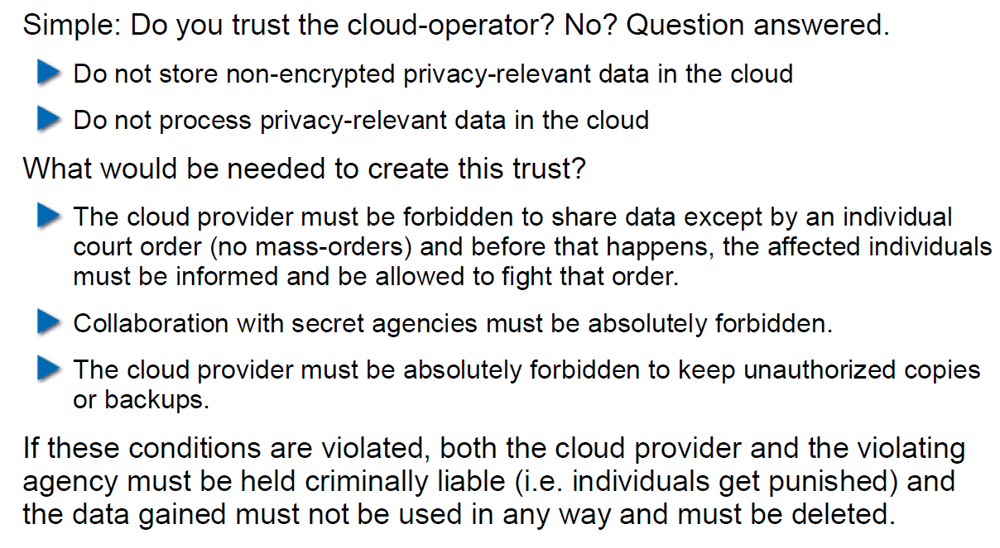 Simple: Do you trust the cloud-operator? No? Question answered.
Do not store non-encrypted privacy-relevant data in the cloud
Do not process privacy-relevant data in the cloud
What would be needed to create this trust?
The cloud provider must be forbidden to share data except by an individual
court order (no mass-orders) and before that happens, the affected individuals
must be informed and be allowed to fight that order.
Collaboration with secret agencies must be absolutely forbidden.
The cloud provider must be absolutely forbidden to keep unauthorized copies
or backups.
If these conditions are violated, both the cloud provider and the violating
agency must be held criminally liable (i.e. individuals get punished) and
the data gained must not be used in any way and must be deleted.